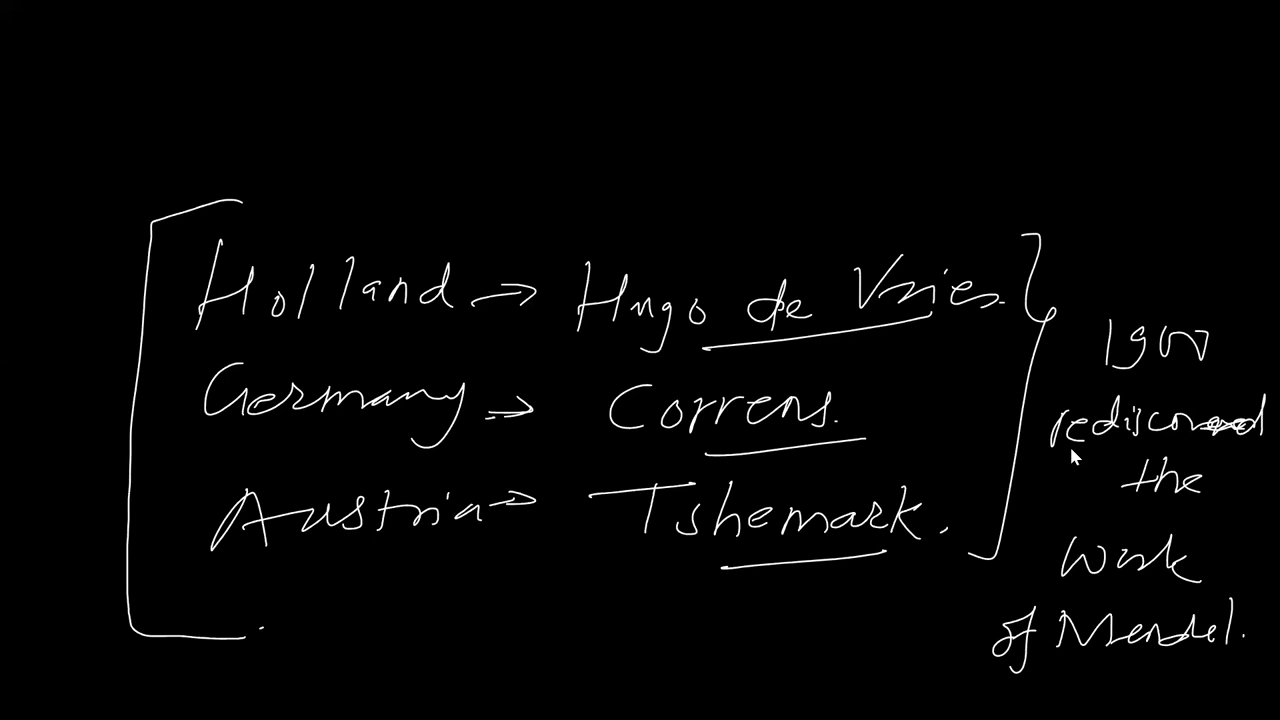 Holland → Hugo de Vries.
Germany → Correns.
Austria → Tshemark.
1900
rediscovered
the
work
of Mendel.